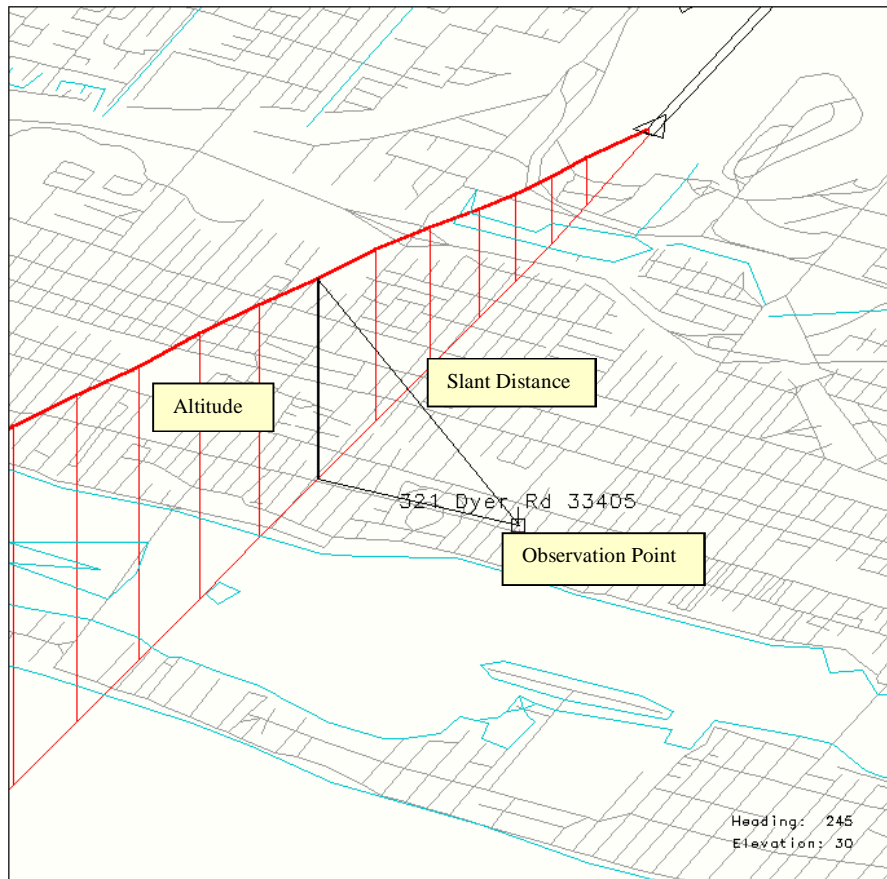 Slant Distance
Altitude
321 Dyer Rd 33405
Observation Point
Heading: 245
Elevation: 30